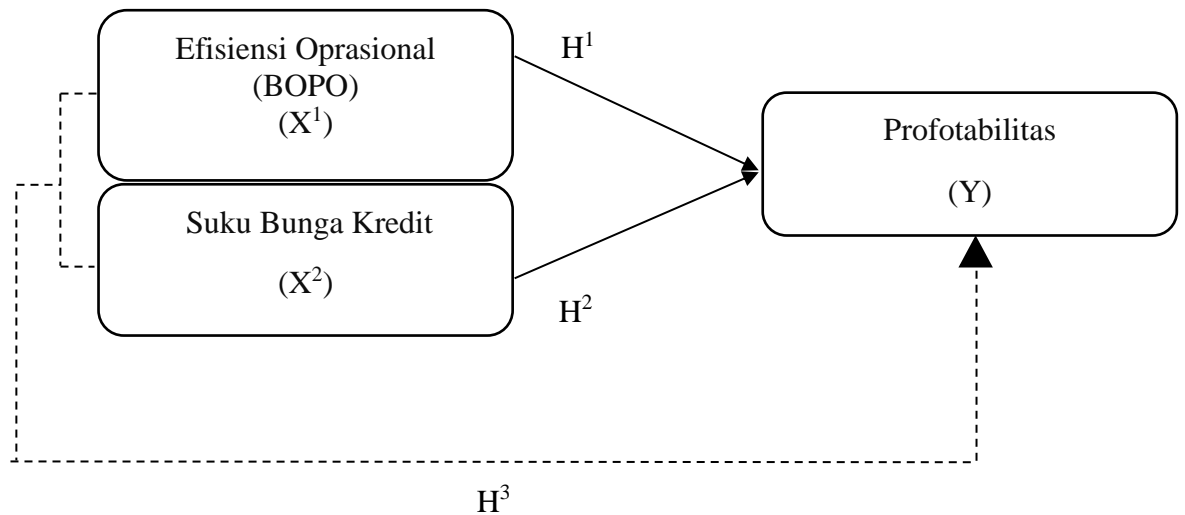 Efisiensi Oprasional
(BOPO)
(X¹)
H¹
Profotabilitas
(Y)
Suku Bunga Kredit
(X²)
H²
H³